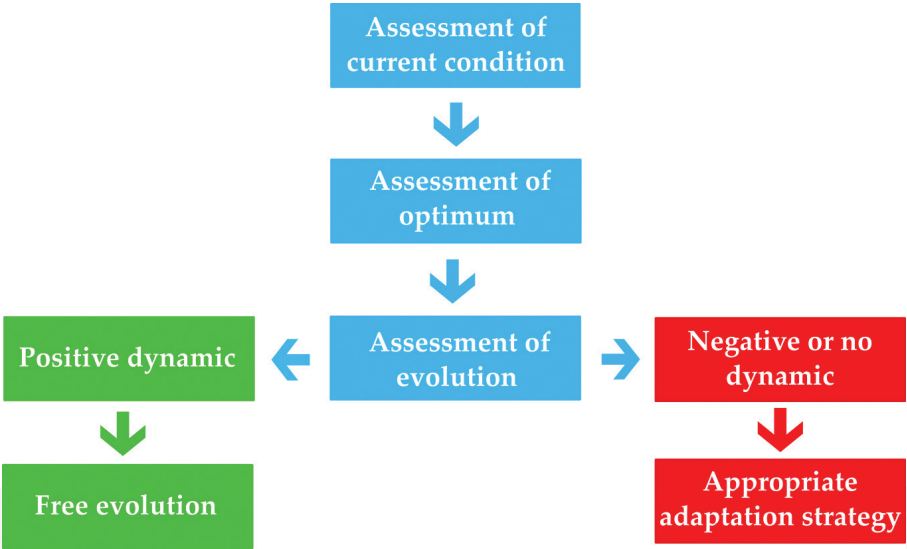 Assessment of
current condition
Assessment of
optimum
Positive dynamic
Assessment of
evolution
Negative or no
dynamic
Free evolution
Appropriate
adaptation strategy